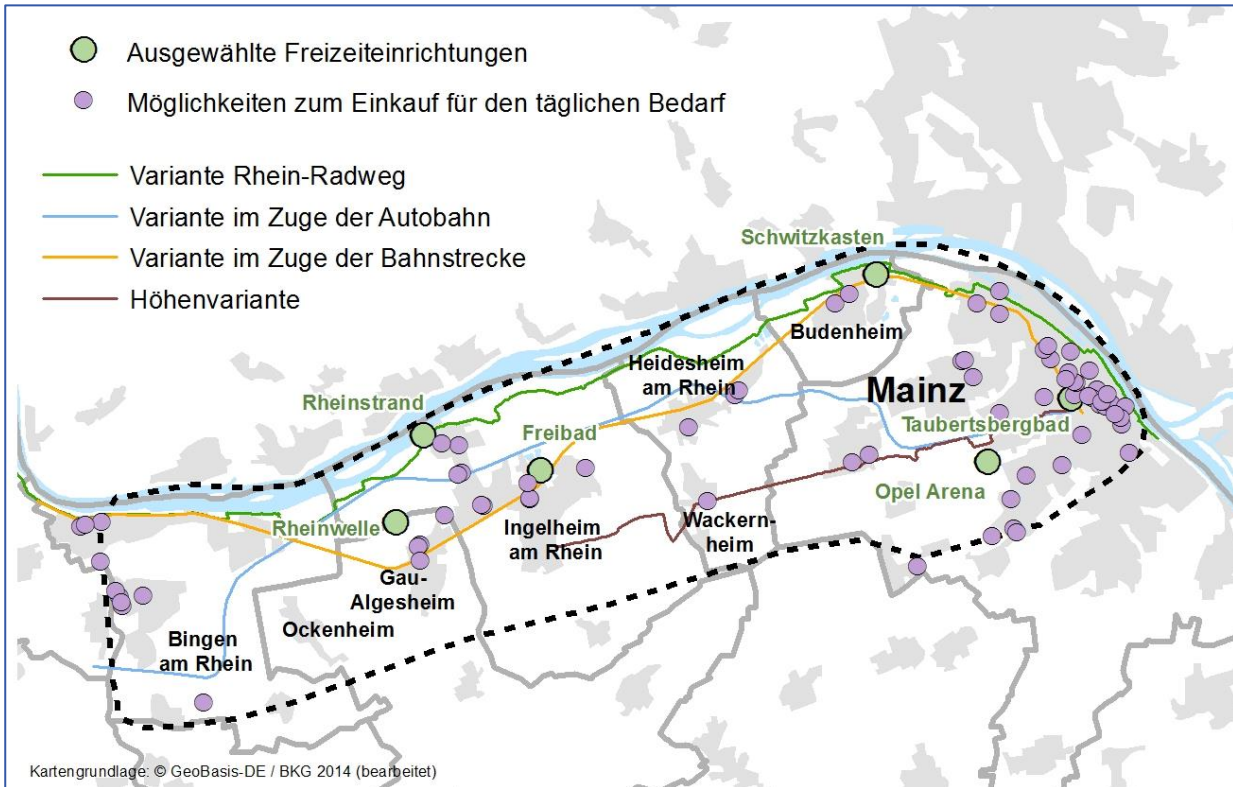 Ausgewählte Freizeiteinrichtungen
Möglichkeiten zum Einkauf für den täglichen Bedarf
Variante Rhein-Radweg
Variante im Zuge der Autobahn
Variante im Zuge der Bahnstrecke
Höhenvariante
Schwitzkasten
Budenheim
Heidesheim
am Rhein
Mainz
Rheinstrand
Freibad
Taubertsbergbad
Opel Arena
Rheinwelle
Ingelheim
am Rhein
Wackern-
heim
Gau-
Algesheim
Ockenheim
Bingen
am Rhein
Kartengrundlage: © GeoBasis-DE / BKG 2014 (bearbeitet)